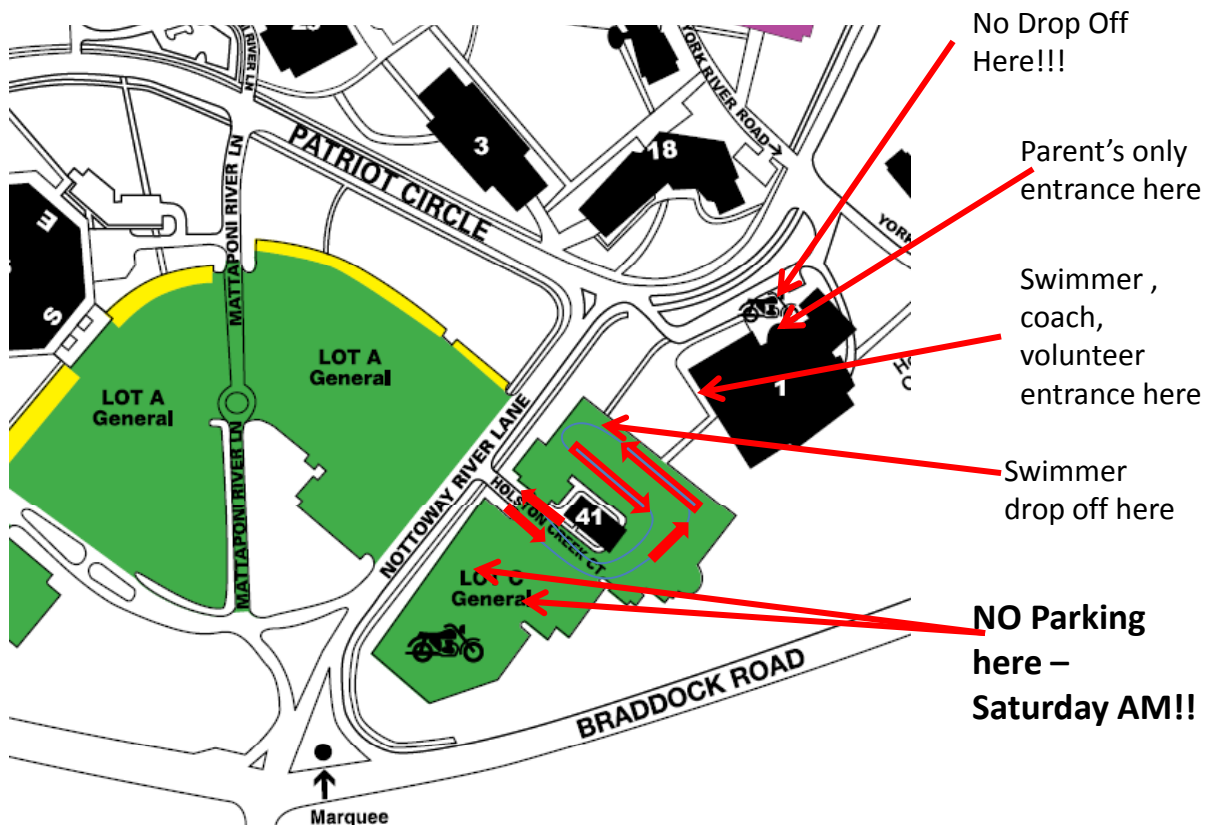 No Drop Off
Here!!!
Parent's only
entrance here
Swimmer ,
coach,
volunteer
entrance here
Swimmer
drop off here
NO Parking
here –
Saturday AM!!
RIVER LN
YORK RIVER ROAD
PATRIOT CIRCLE
3
18
YORK
MATTAPONI RIVER LN
E
S
LOT A
General
LOT A
General
1
NOTTOWAY RIVER LANE
MATTAPONI RIVER LN
HOLSTON CREEK CT
41
LOT C
General
BRADDOCK ROAD
Marquee